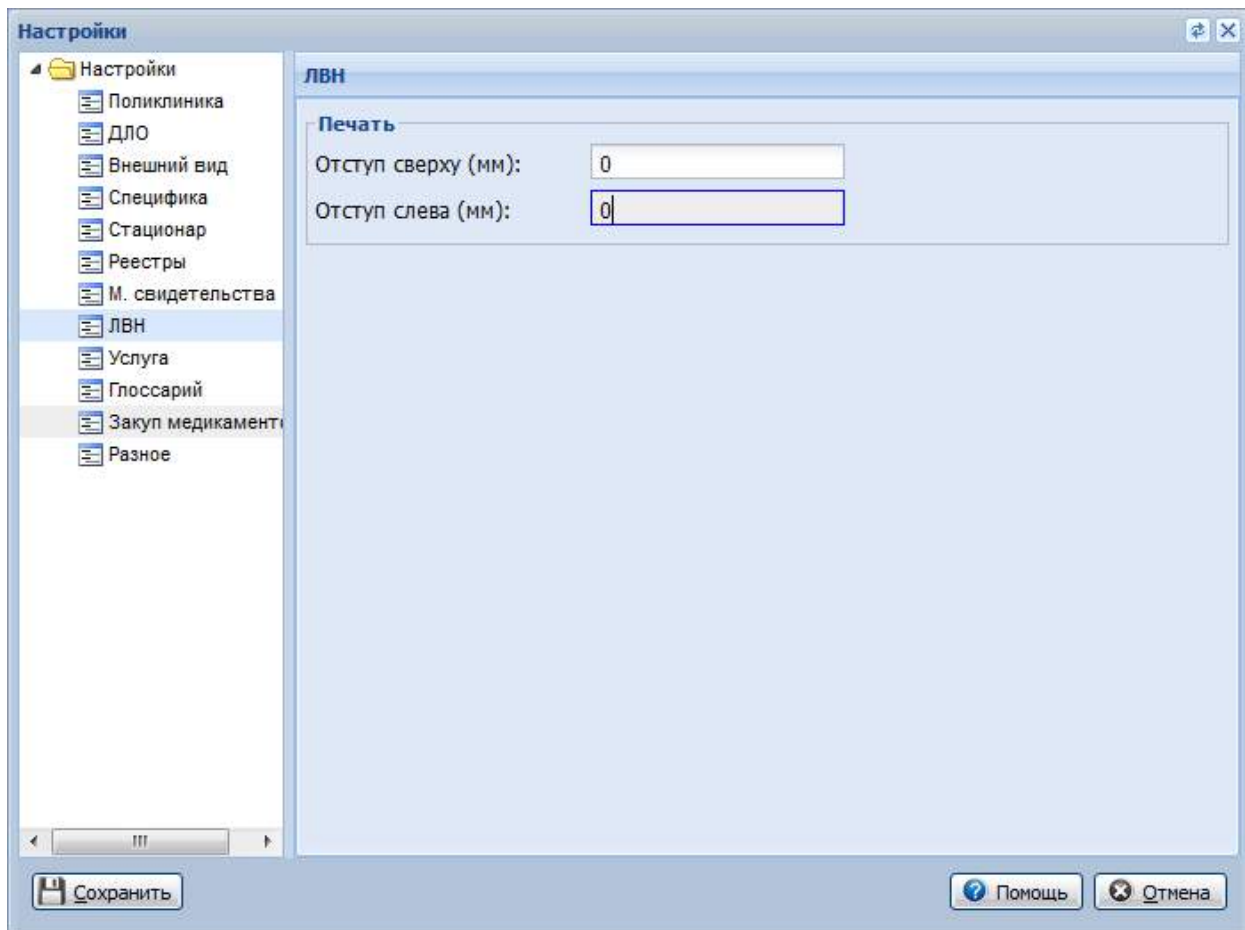 Настройки
Настройки
Поликлиника
ДЛО
Внешний вид
Специфика
Стационар
Реестры
М. свидетельства
ЛВН
Услуга
Глоссарий
Закуп медикаменто
Разное
ЛВН
Печать
Отступ сверху (мм): 0
Отступ слева (мм): 0
Сохранить
Помощь
Отмена